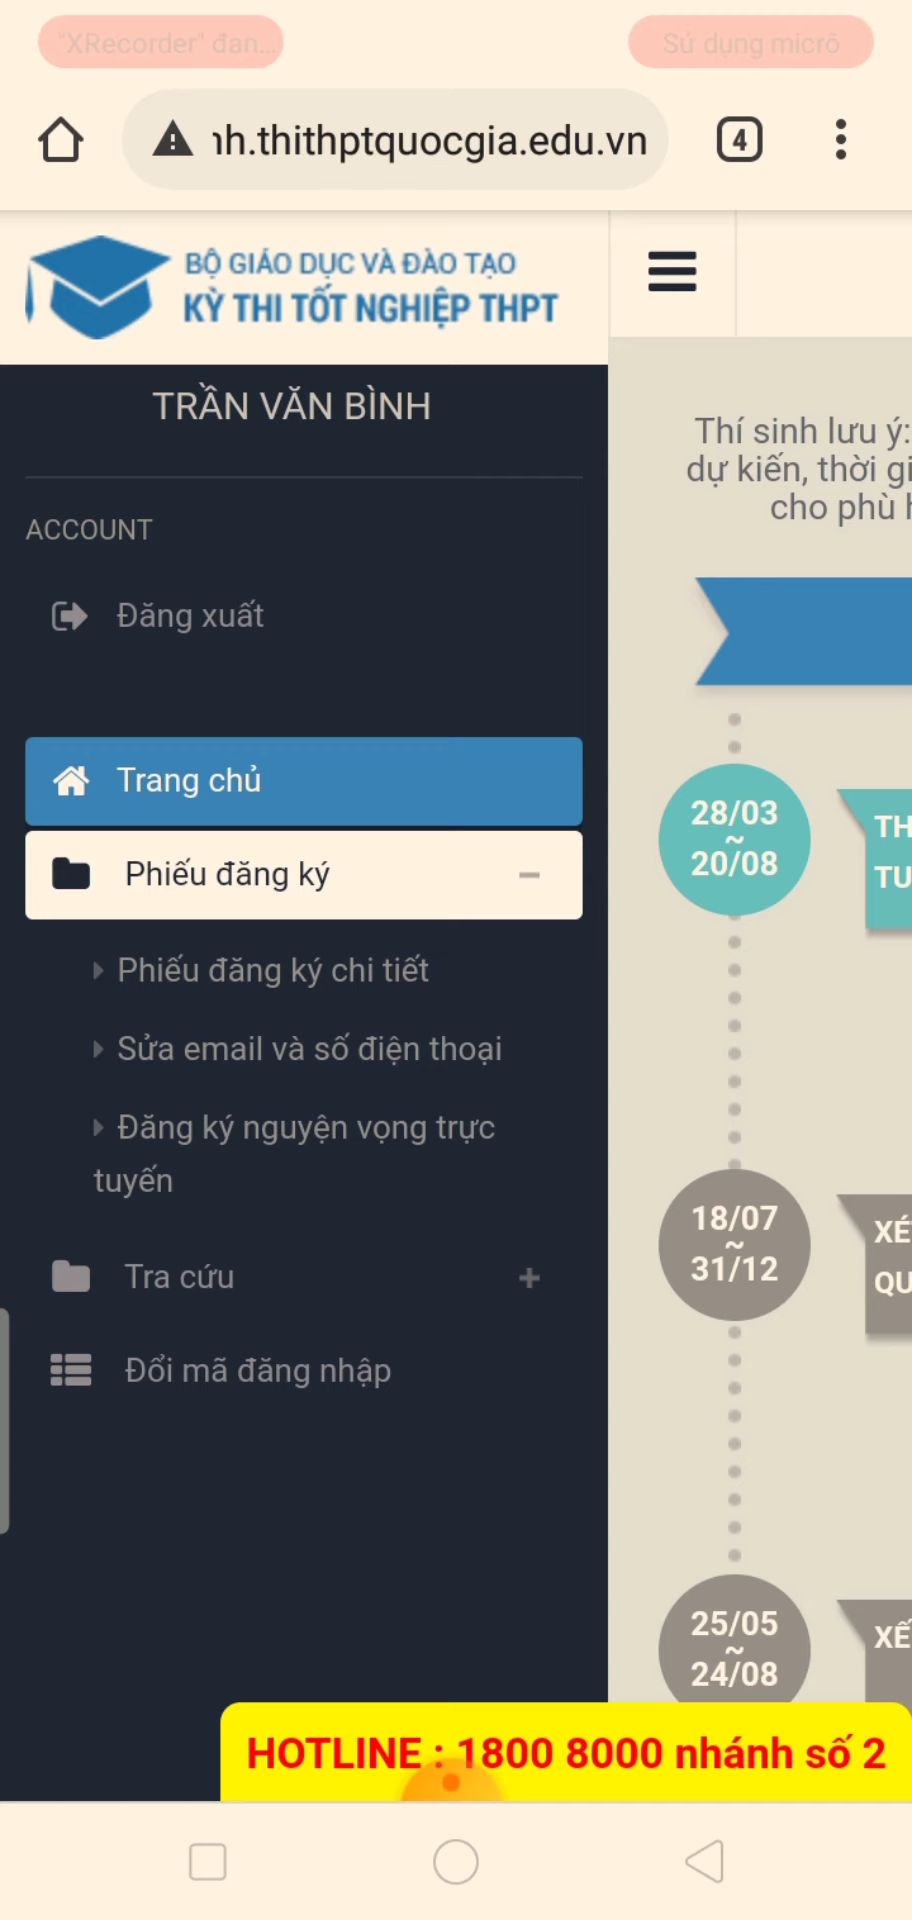 "XRecorder" đan...
Sử dụng micrô
nh.thithptquocgia.edu.vn
4
BỘ GIÁO DỤC VÀ ĐÀO TẠO
KỲ THI TỐT NGHIỆP THPT
TRẦN VĂN BÌNH
ACCOUNT
Đăng xuất
Trang chủ
Phiếu đăng ký
Phiếu đăng ký chi tiết
Sửa email và số điện thoại
Đăng ký nguyện vọng trực
tuyến
Tra cứu
Đổi mã đăng nhập
Thí sinh lưu ý:
dự kiến, thời gi
cho phù h
28/03
~
20/08
TH
TU
18/07
~
31/12
XÉ
QU
25/05
~
24/08
XẾ
HOTLINE : 1800 8000 nhánh số 2